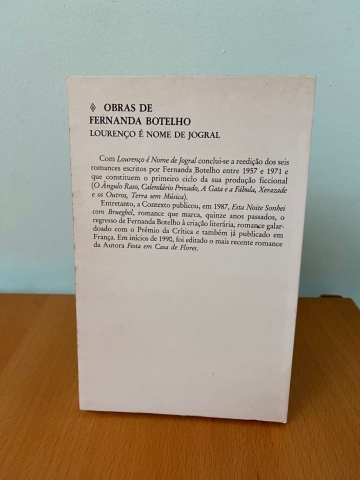 ◊ OBRAS DE
FERNANDA BOTELHO
LOURENÇO É NOME DE JOGRAL
Com Lourenço é Nome de Jogral conclui-se a reedição dos seis
romances escritos por Fernanda Botelho entre 1957 e 1971 e
que constituem o primeiro ciclo da sua produção ficcional
(O Ângulo Raso, Calendário Privado, A Gata e a Fábula, Xerazade
e os Outros, Terra sem Música).
Entretanto, a Contexto publicou, em 1987, Esta Noite Sonhei
com Brueghel, romance que marca, quinze anos passados, o
regresso de Fernanda Botelho à criação literária, romance galar-
doado com o Prémio da Crítica e também já publicado em
França. Em inícios de 1990, foi editado o mais recente romance
da Autora Festa em Casa de Flores.